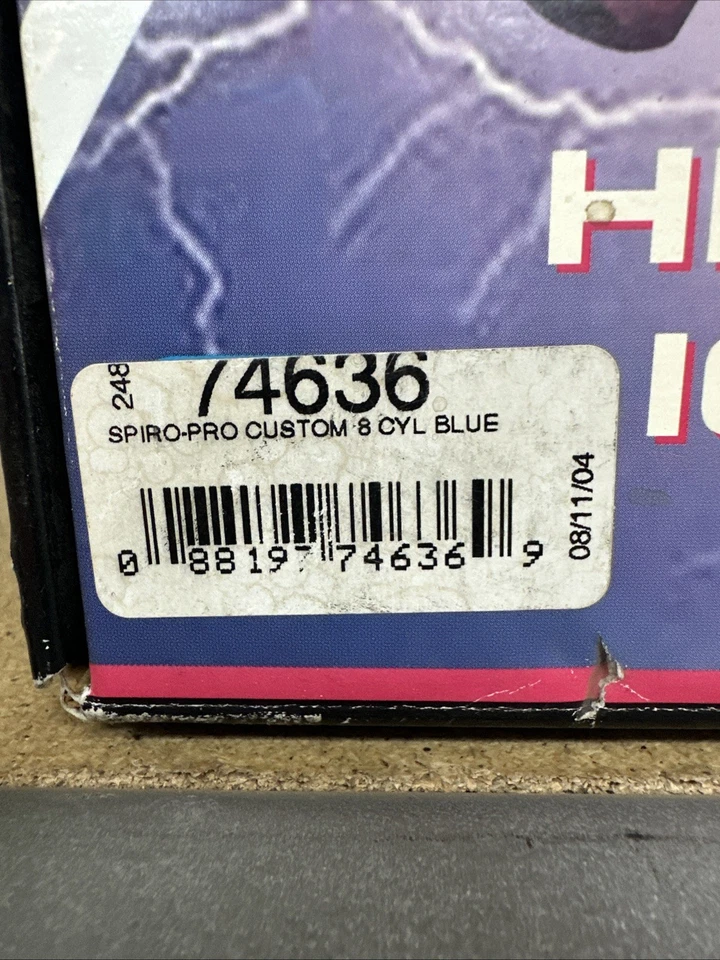 248
74636
SPIRO-PRO CUSTOM 8 CYL BLUE
0 88197 74636 9
08/11/04